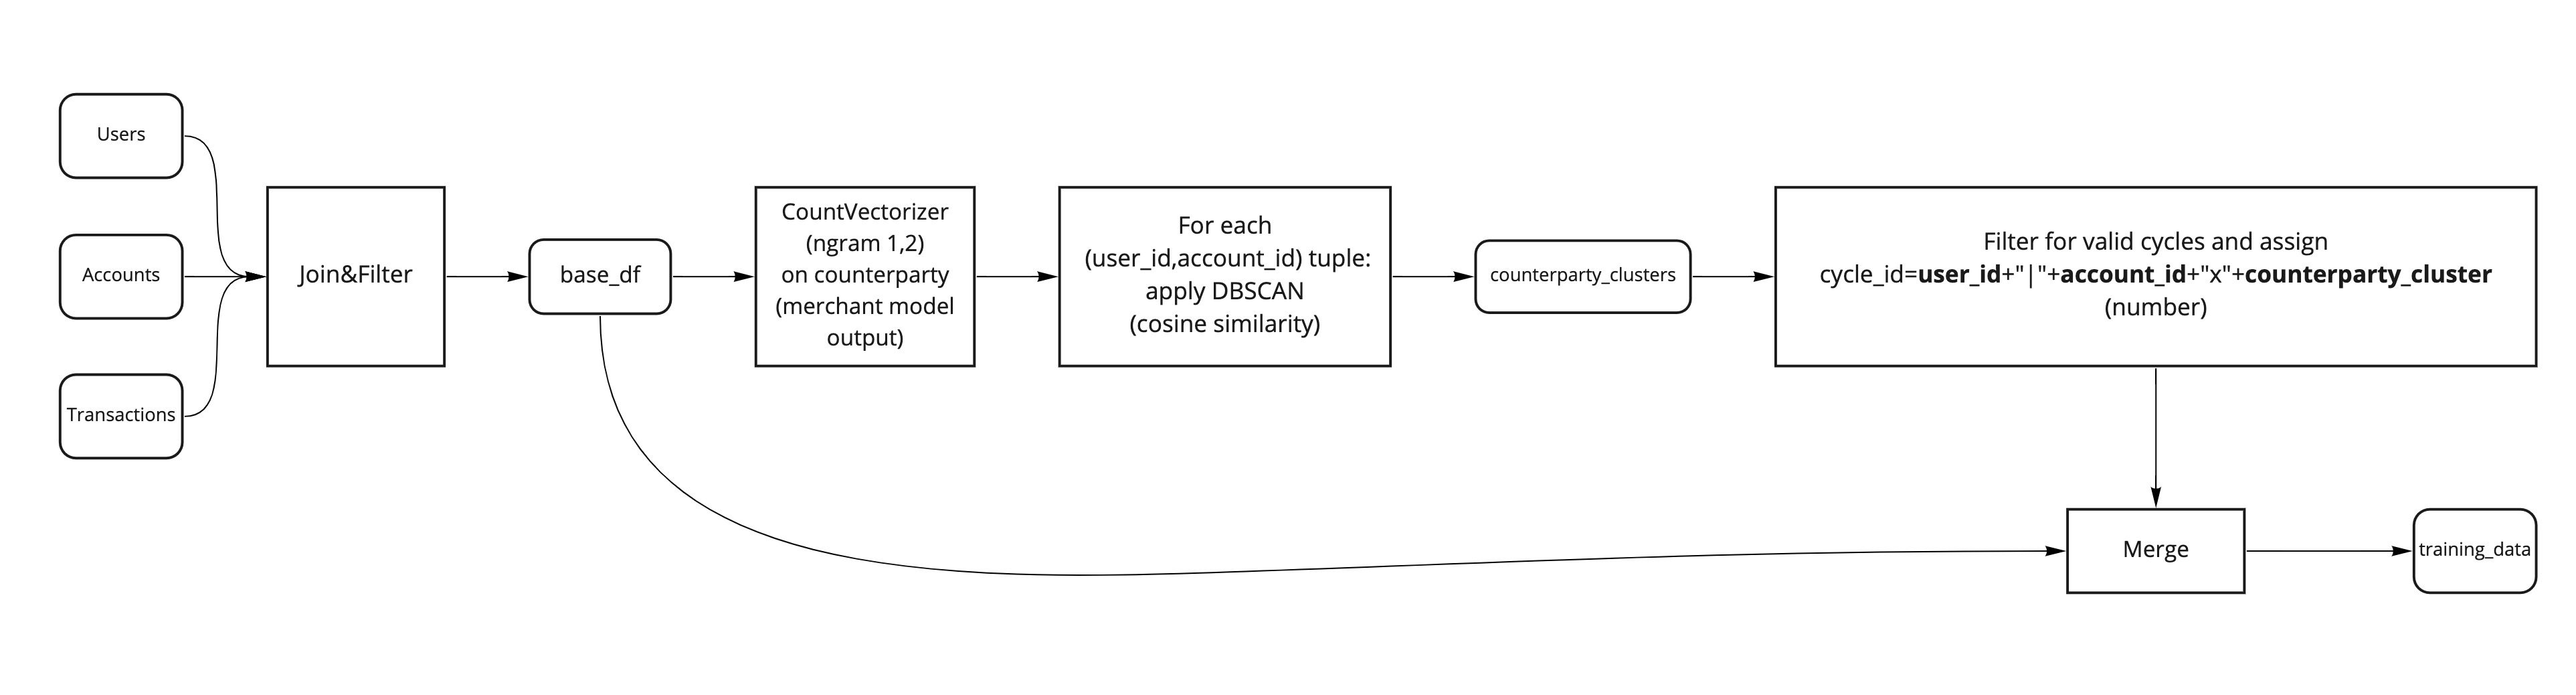 Users
Accounts
Transactions
Join&Filter
base_df
CountVectorizer
(ngram 1,2)
on counterparty
(merchant model
output)
For each
(user_id,account_id) tuple:
apply DBSCAN
(cosine similarity)
counterparty_clusters
Filter for valid cycles and assign
cycle_id=user_id+"|"+account_id+"x"+counterparty_cluster
(number)
Merge
training_data